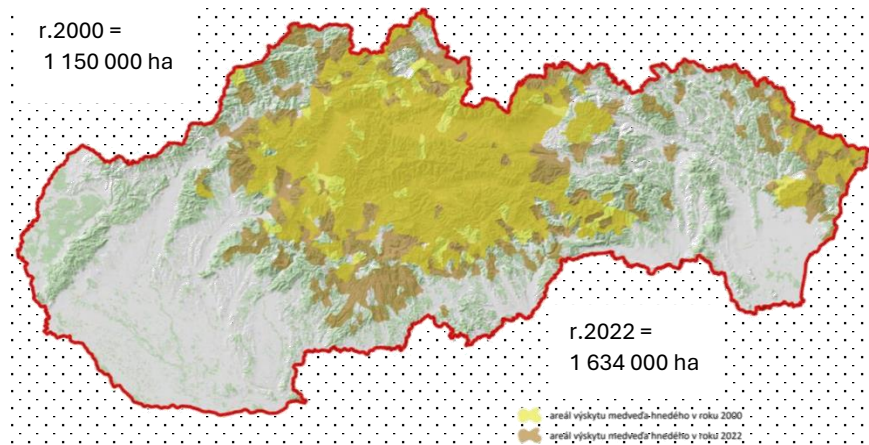 r.2000 =
1 150 000 ha
r.2022 =
1 634 000 ha
areál výskytu medveďa hnedého v roku 2000
areál výskytu medveďa hnedého v roku 2022